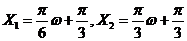 X₁ = π/6 ω + π/3, X₂ = π/3 ω + π/3